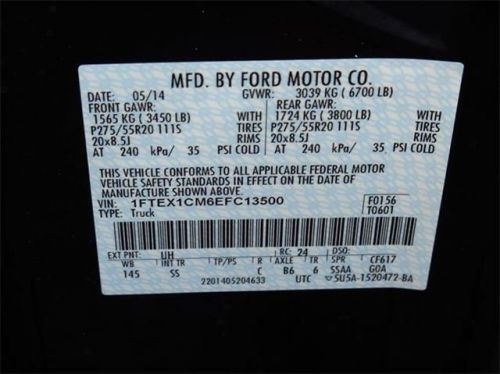 MFD. BY FORD MOTOR CO.
DATE: 05/14 GVWR: 3039 KG ( 6700 LB)
FRONT GAWR: REAR GAWR:
1565 KG ( 3450 LB) WITH 1724 KG ( 3800 LB) WITH
P275/55R20 111S TIRES P275/55R20 111S TIRES
20x8.5J RIMS 20x8.5J RIMS
AT 240 kPa/ 35 PSI COLD AT 240 kPa/ 35 PSI COLD
THIS VEHICLE CONFORMS TO ALL APPLICABLE FEDERAL MOTOR
VEHICLE SAFETY AND THEFT PREVENTION STANDARDS IN EFFECT ON THE DATE OF
MANUFACTURE SHOWN ABOVE.
VIN: 1FTEX1CM6EFC13500 F0156
TYPE: Truck T0601
EXT PNT: UH RC: 24 DSO:
WB INT TR TP/PS R AXLE TR SPR CF617
145 SS C B6 6 5SAA GOA
2201405204633 UTC 5U5A-1520472-BA